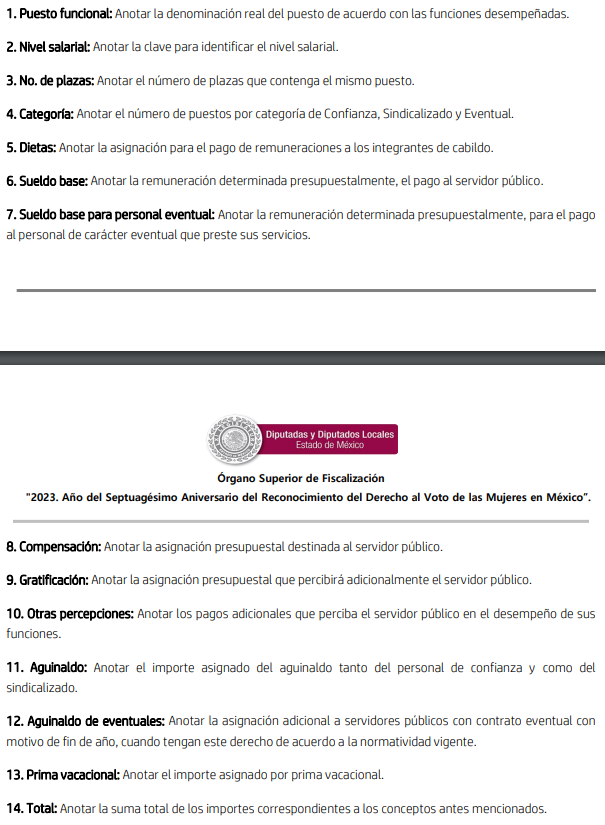 1. Puesto funcional: Anotar la denominación real del puesto de acuerdo con las funciones desempeñadas.
2. Nivel salarial: Anotar la clave para identificar el nivel salarial.
3. No. de plazas: Anotar el número de plazas que contenga el mismo puesto.
4. Categoría: Anotar el número de puestos por categoría de Confianza, Sindicalizado y Eventual.
5. Dietas: Anotar la asignación para el pago de remuneraciones a los integrantes de cabildo.
6. Sueldo base: Anotar la remuneración determinada presupuestalmente, el pago al servidor público.
7. Sueldo base para personal eventual: Anotar la remuneración determinada presupuestalmente, para el pago
al personal de carácter eventual que preste sus servicios.
Diputadas y Diputados Locales
Estado de México
Órgano Superior de Fiscalización
"2023. Año del Septuagésimo Aniversario del Reconocimiento del Derecho al Voto de las Mujeres en México".
8. Compensación: Anotar la asignación presupuestal destinada al servidor público.
9. Gratificación: Anotar la asignación presupuestal que percibirá adicionalmente el servidor público.
10. Otras percepciones: Anotar los pagos adicionales que perciba el servidor público en el desempeño de sus
funciones.
11. Aguinaldo: Anotar el importe asignado del aguinaldo tanto del personal de confianza y como del
sindicalizado.
12. Aguinaldo de eventuales: Anotar la asignación adicional a servidores públicos con contrato eventual con
motivo de fin de año, cuando tengan este derecho de acuerdo a la normatividad vigente.
13. Prima vacacional: Anotar el importe asignado por prima vacacional.
14. Total: Anotar la suma total de los importes correspondientes a los conceptos antes mencionados.